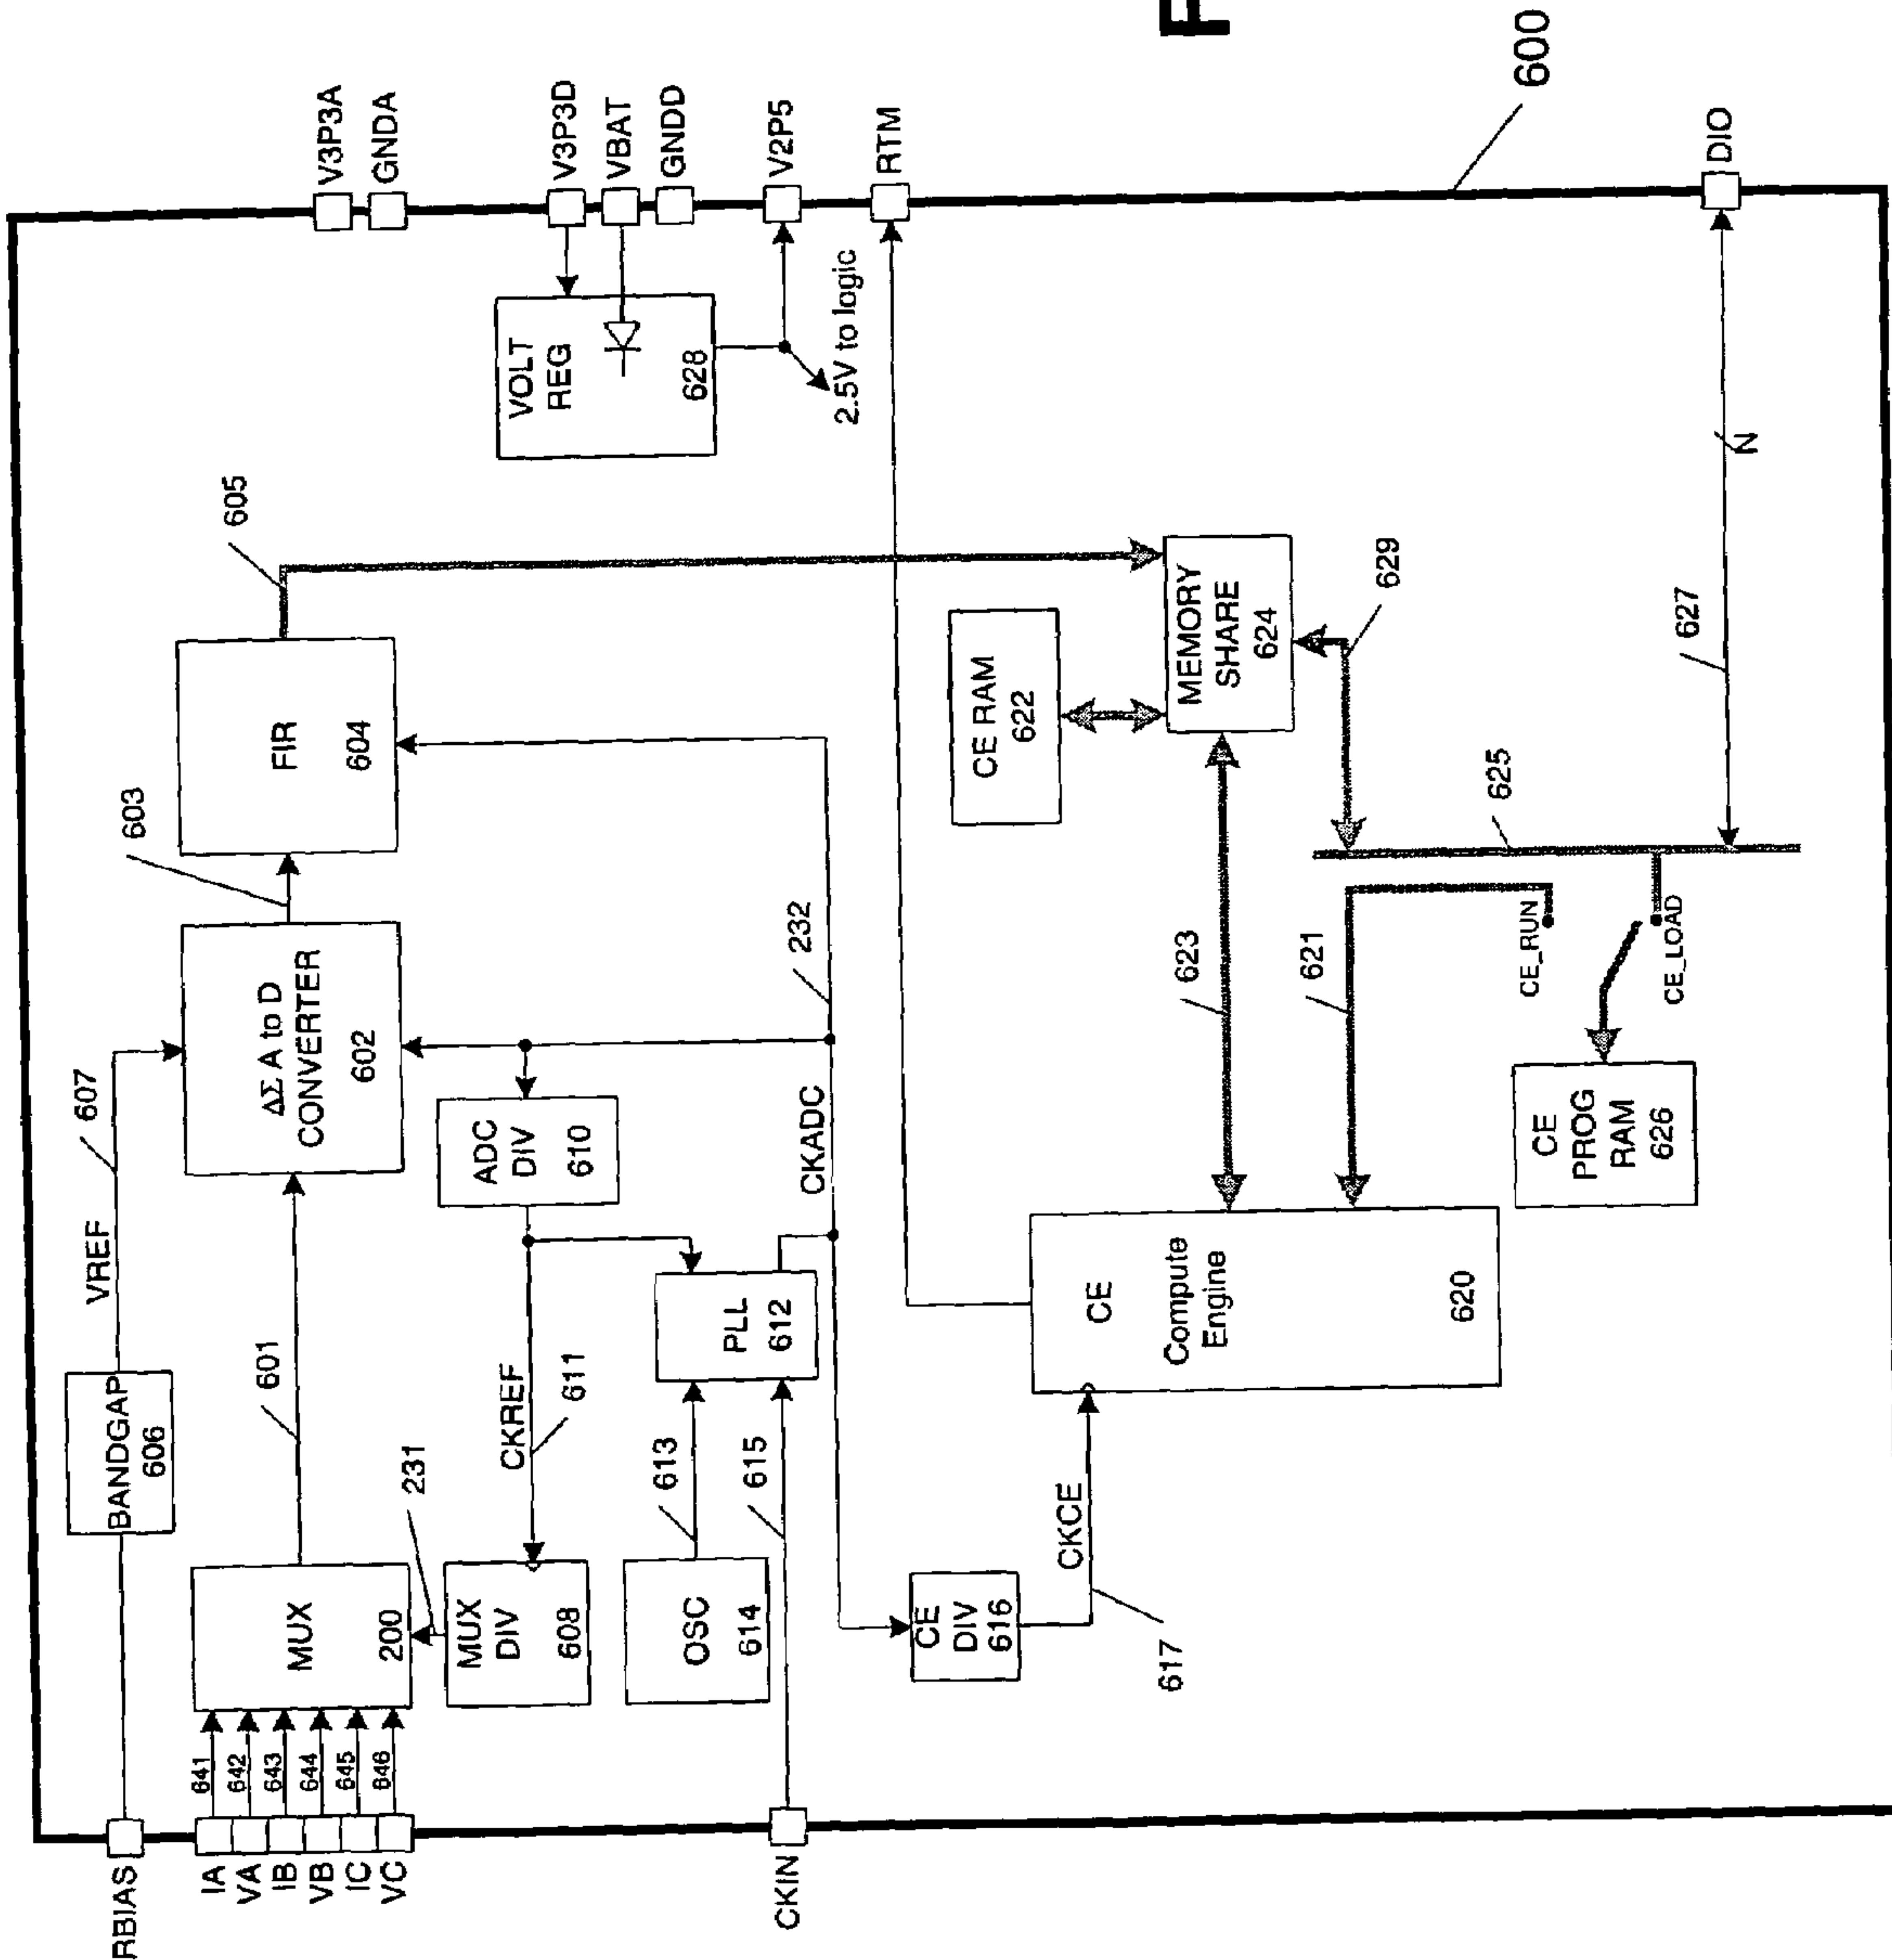 RBIAS
IA
VA
IB
VB
IC
VC
CKIN
641
642
643
644
645
646
BANDGAP
606
VREF
607
MUX
200
601
231
MUX
DIV
608
ΔΣ A to D
CONVERTER
602
603
FIR
604
605
ADC
DIV
610
CKREF
611
OSC
614
613
615
PLL
612
CKADC
232
CE
DIV
616
CKCE
617
VOLT
REG
628
2.5V to logic
V3P3A
GNDA
V3P3D
VBAT
GNDD
V2P5
RTM
DIO
CE
Compute
Engine
620
CE RAM
622
MEMORY
SHARE
624
623
621
629
625
627
N
CE_RUN
CE_LOAD
CE
PROG
RAM
626
600